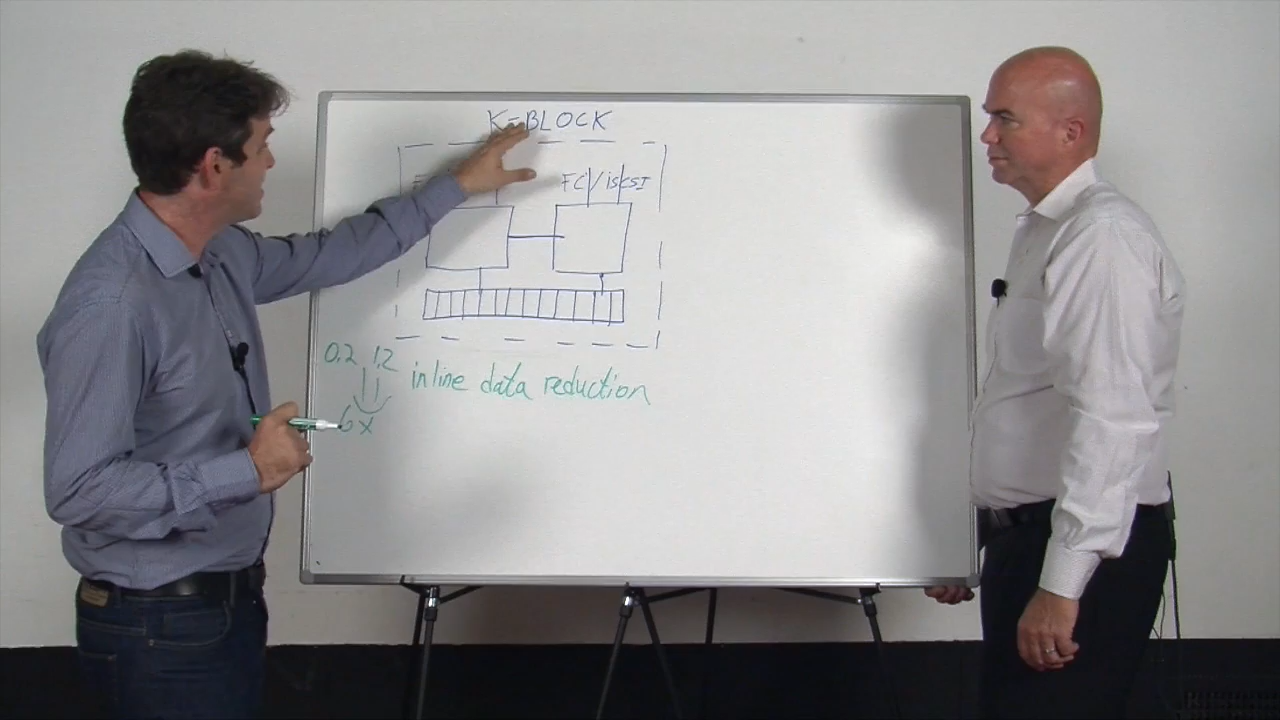 K-BLOCK
FC/iSCSI
0.2 1.2 inline data reduction
6x